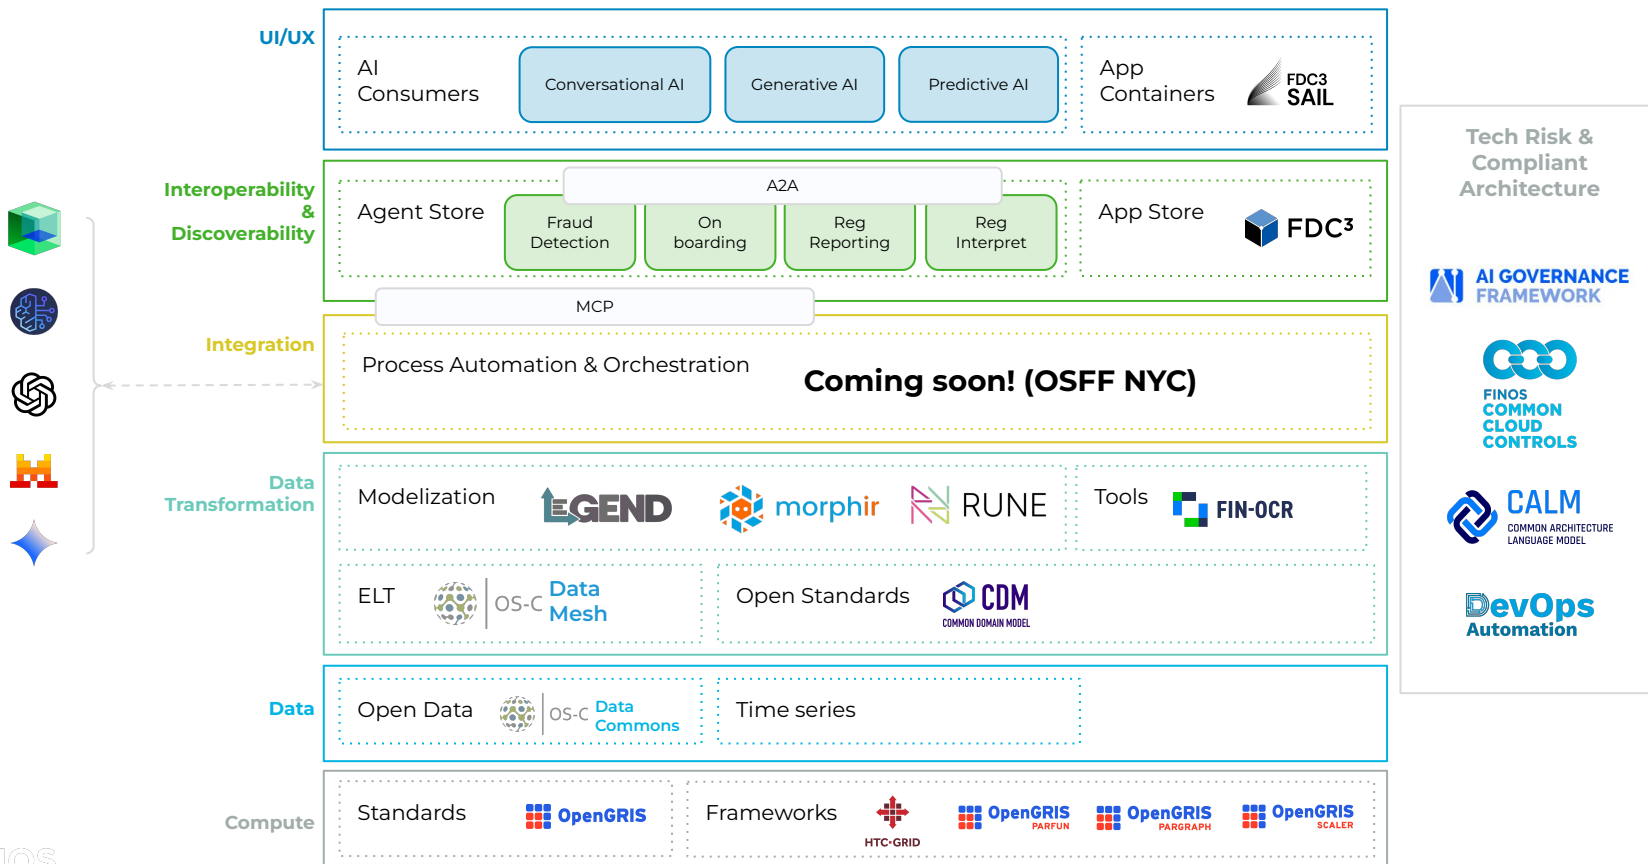 UI/UX
AI
Consumers
Conversational AI
Generative AI
Predictive AI
App
Containers
FDC3
SAIL
Interoperability
&
Discoverability
A2A
Agent Store
Fraud
Detection
On
boarding
Reg
Reporting
Reg
Interpret
App Store
FDC³
MCP
Integration
Process Automation & Orchestration
Coming soon! (OSFF NYC)
Data
Transformation
Modelization
LEGEND
morphir
RUNE
Tools
FIN-OCR
ELT
OS-C
Data
Mesh
Open Standards
CDM
COMMON DOMAIN MODEL
Data
Open Data
OS-C
Data
Commons
Time series
Compute
Standards
OpenGRIS
Frameworks
HTC-GRID
OpenGRIS
PARFUN
OpenGRIS
PARGRAPH
OpenGRIS
SCALER
Tech Risk &
Compliant
Architecture
AI GOVERNANCE
FRAMEWORK
FINOS
COMMON
CLOUD
CONTROLS
CALM
COMMON ARCHITECTURE
LANGUAGE MODEL
DevOps
Automation